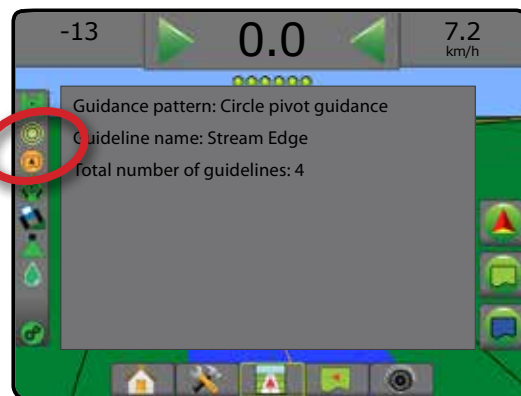 -13
0.0
7.2
km/h
Guidance pattern: Circle pivot guidance
Guideline name: Stream Edge
Total number of guidelines: 4